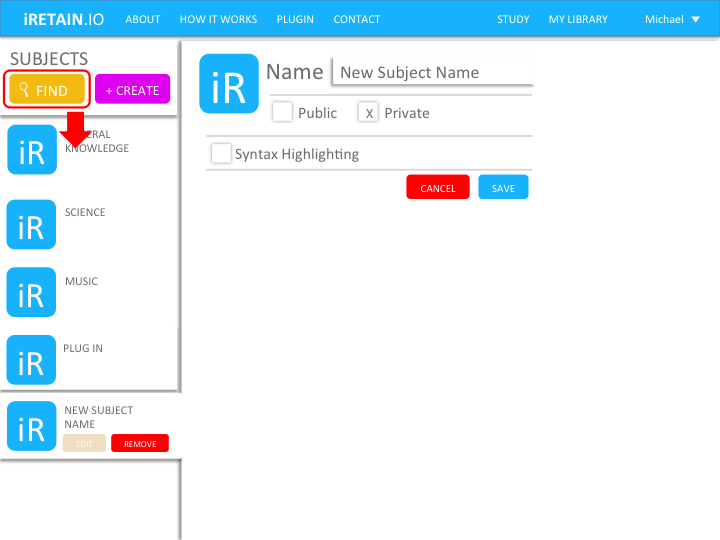 iRETAIN.IO ABOUT HOW IT WORKS PLUGIN CONTACT STUDY MY LIBRARY Michael
SUBJECTS
FIND + CREATE
iR
KNOWLEDGE
iR SCIENCE
iR MUSIC
iR PLUG IN
iR NEW SUBJECT
NAME
EDIT REMOVE
iR Name New Subject Name
Public x Private
Syntax Highlighting
CANCEL SAVE